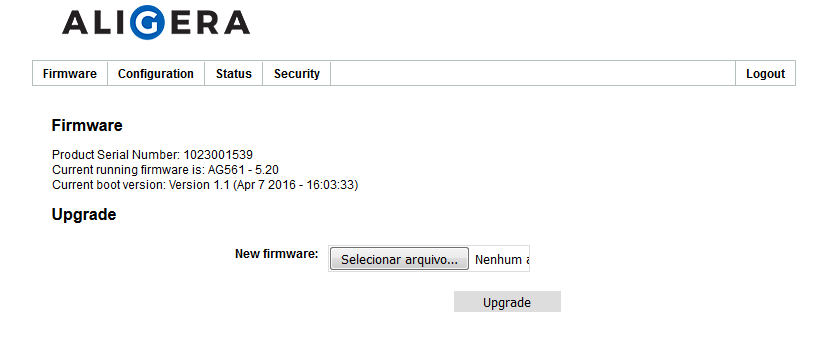 ALIGERA
Firmware Configuration Status Security Logout
Firmware
Product Serial Number: 1023001539
Current running firmware is: AG561 - 5.20
Current boot version: Version 1.1 (Apr 7 2016 - 16:03:33)
Upgrade
New firmware: Selecionar arquivo... Nenhum a
Upgrade